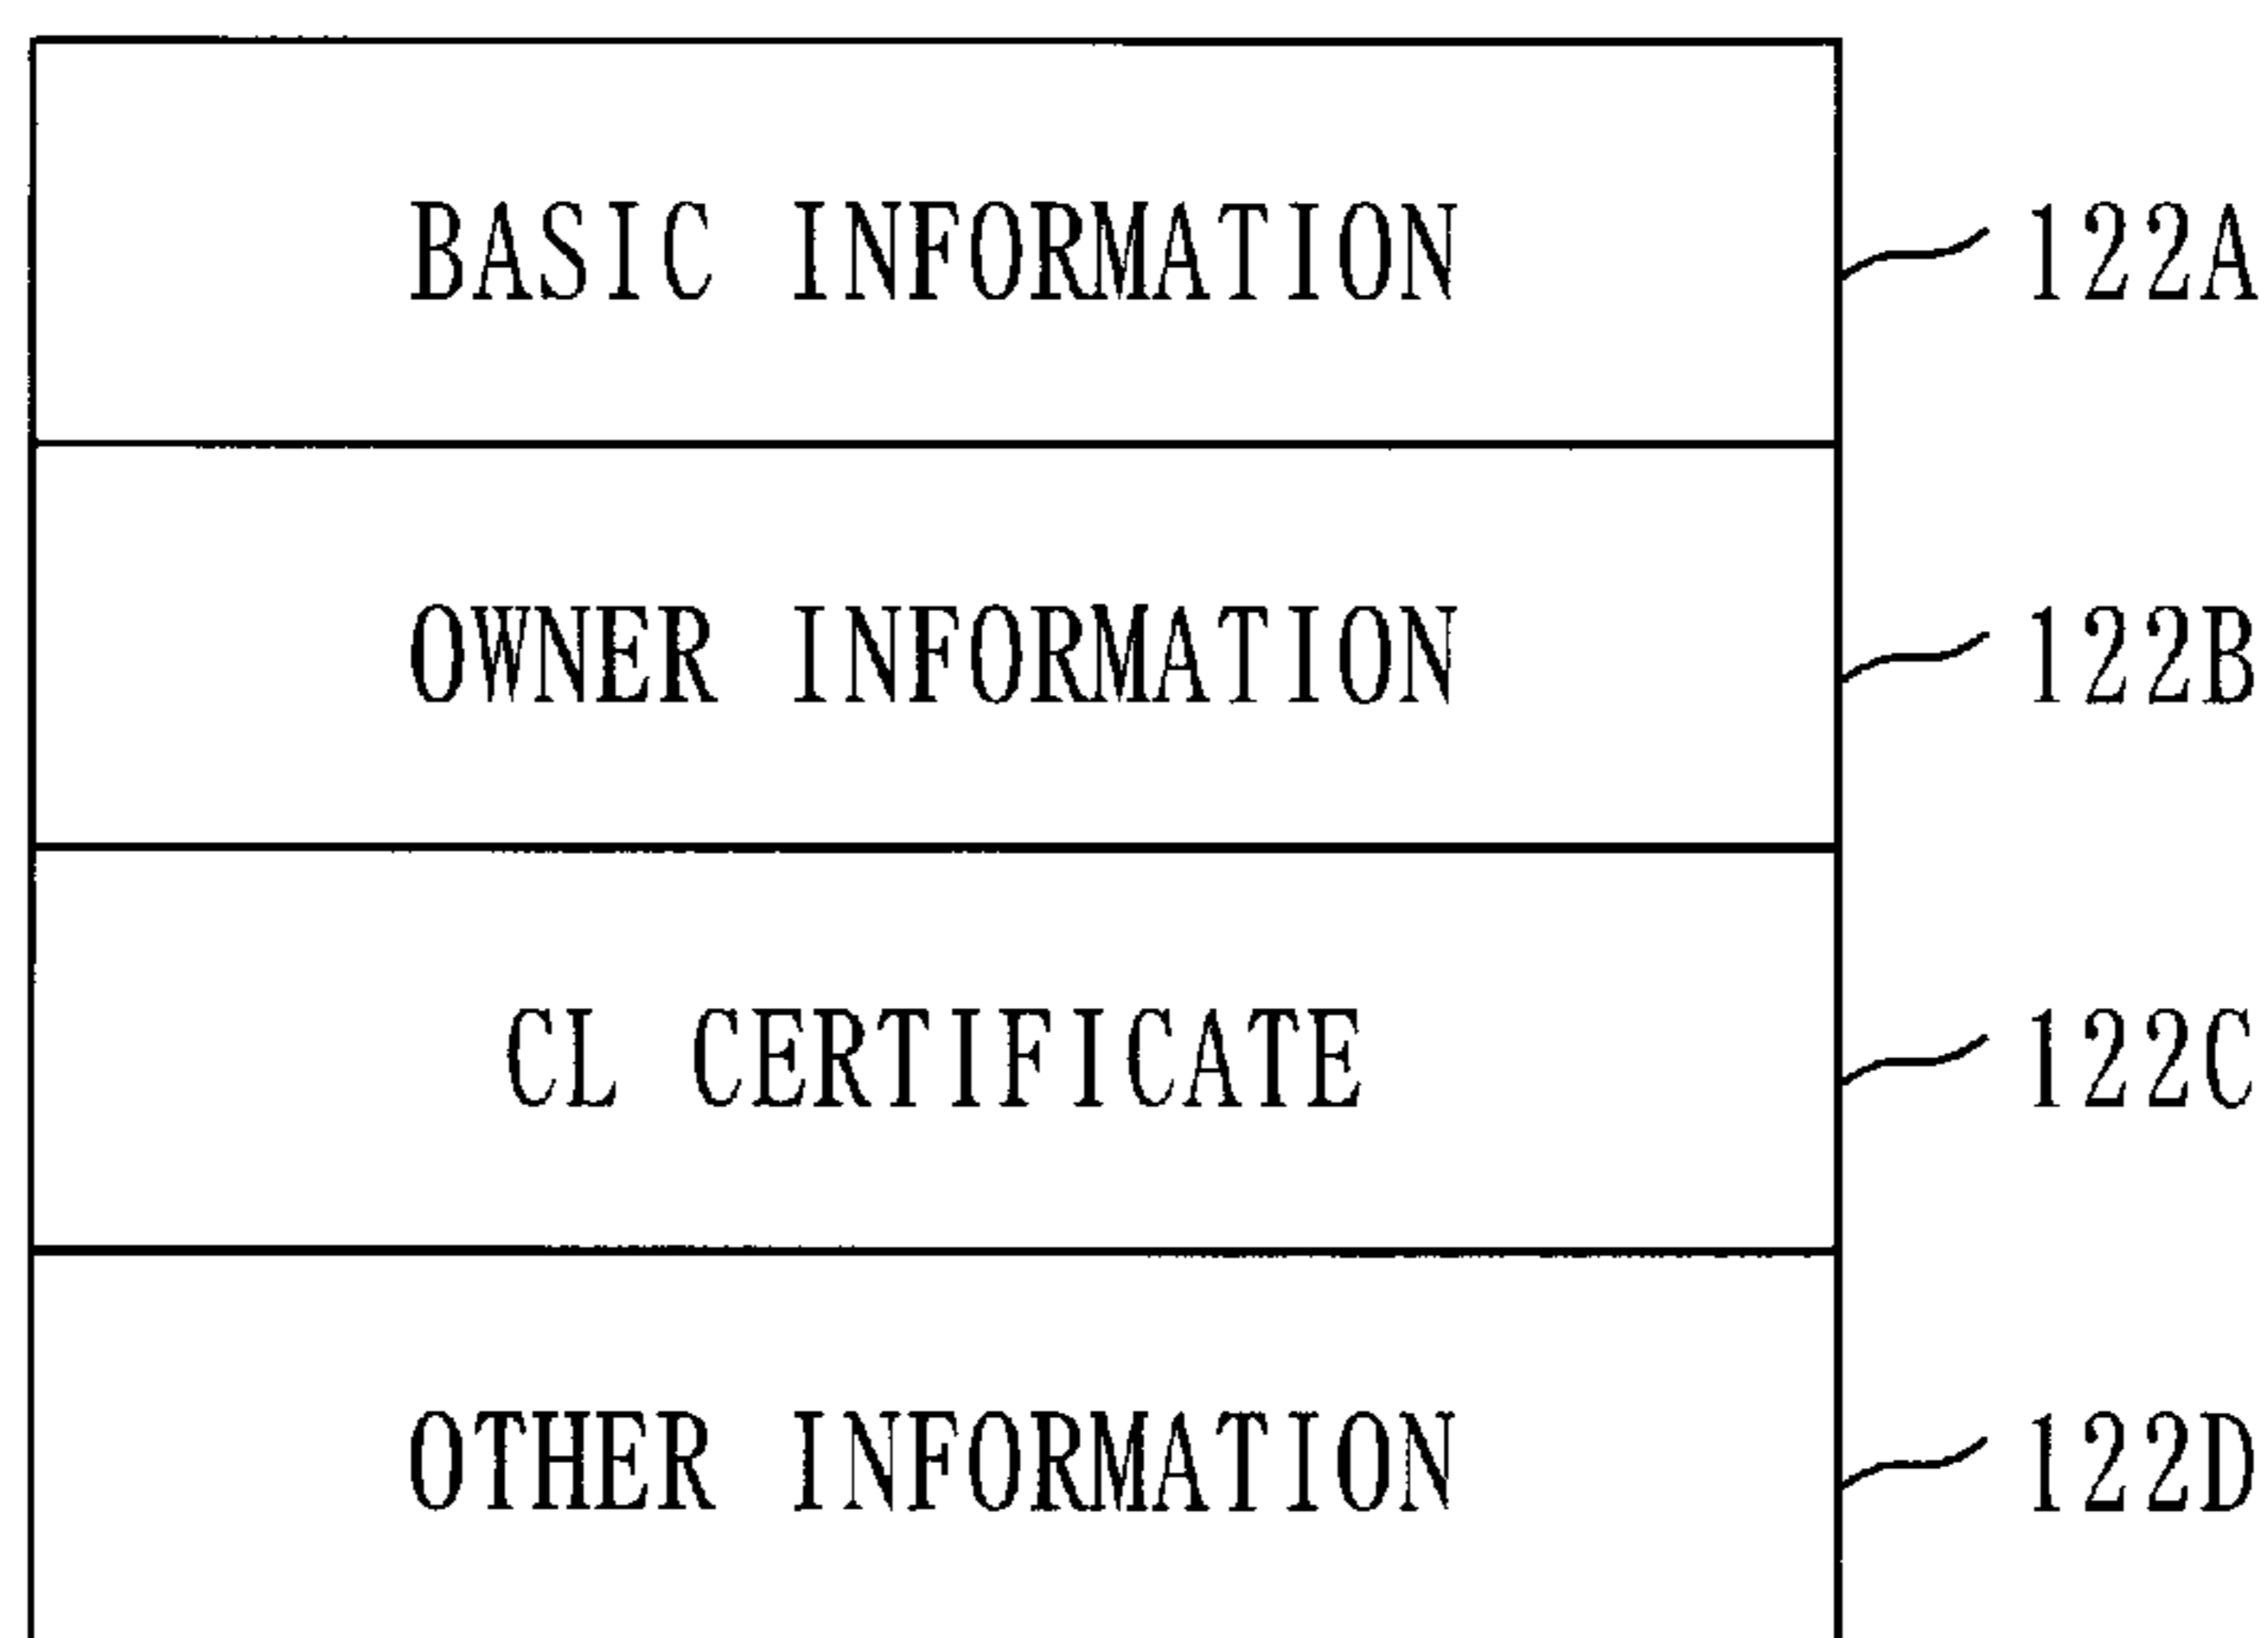 BASIC INFORMATION 122A
OWNER INFORMATION 122B
CL CERTIFICATE 122C
OTHER INFORMATION 122D